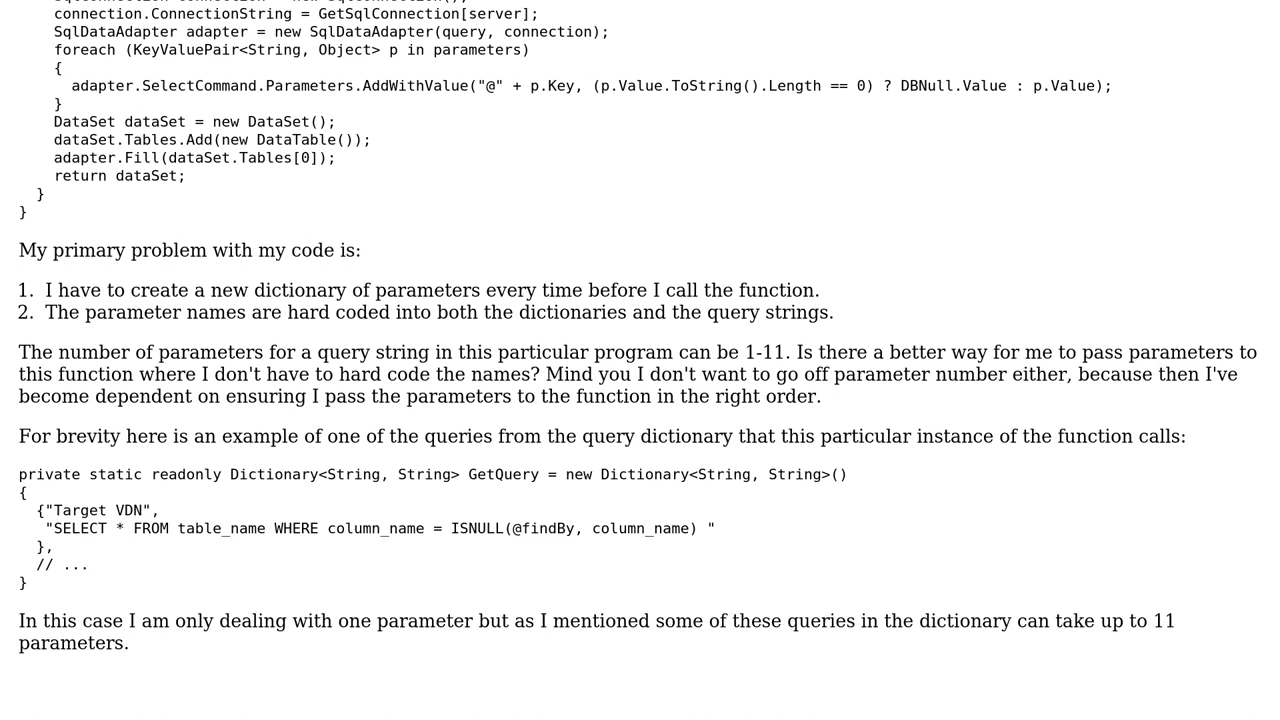 connection.ConnectionString = GetSqlConnection[server];
SqlDataAdapter adapter = new SqlDataAdapter(query, connection);
foreach (KeyValuePair<String, Object> p in parameters)
{
adapter.SelectCommand.Parameters.AddWithValue("@" + p.Key, (p.Value.ToString().Length == 0) ? DBNull.Value : p.Value);
}
DataSet dataSet = new DataSet();
dataSet.Tables.Add(new DataTable());
adapter.Fill(dataSet.Tables[0]);
return dataSet;
}
}
My primary problem with my code is:
1. I have to create a new dictionary of parameters every time before I call the function.
2. The parameter names are hard coded into both the dictionaries and the query strings.
The number of parameters for a query string in this particular program can be 1-11. Is there a better way for me to pass parameters to
this function where I don't have to hard code the names? Mind you I don't want to go off parameter number either, because then I've
become dependent on ensuring I pass the parameters to the function in the right order.
For brevity here is an example of one of the queries from the query dictionary that this particular instance of the function calls:
private static readonly Dictionary<String, String> GetQuery = new Dictionary<String, String>()
{
{"Target VDN",
"SELECT * FROM table_name WHERE column_name = ISNULL(@findBy, column_name) "
},
// ...
}
In this case I am only dealing with one parameter but as I mentioned some of these queries in the dictionary can take up to 11
parameters.